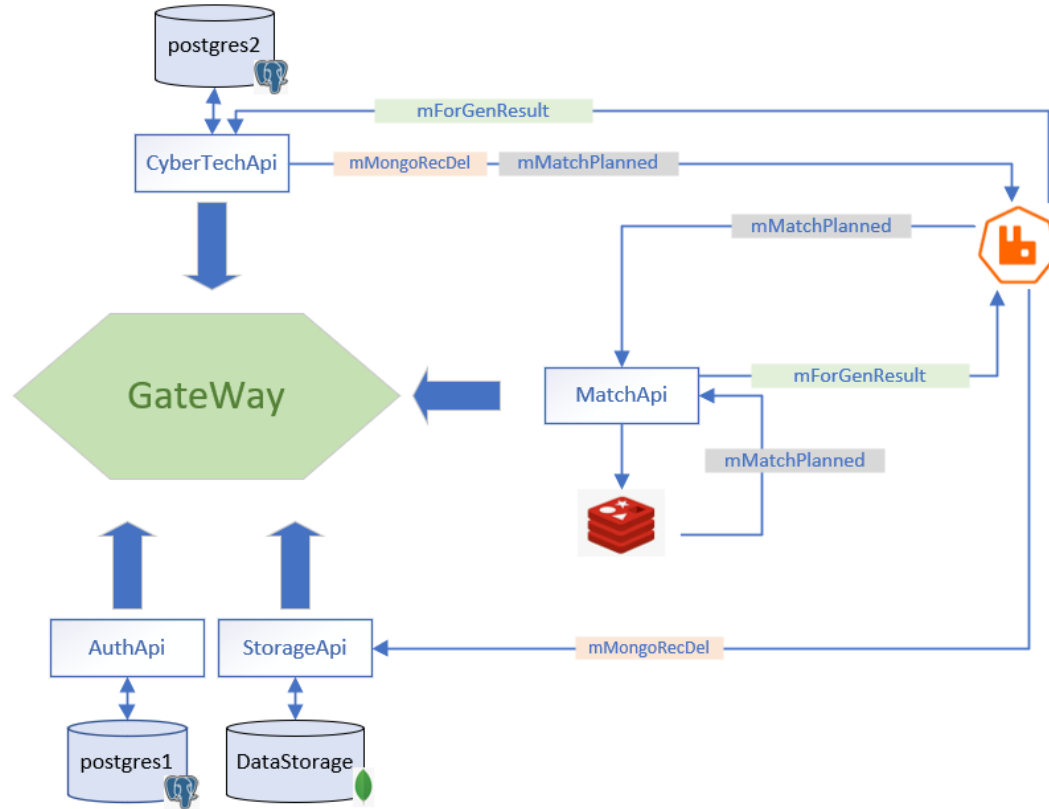 postgres2
mForGenResult
CyberTechApi
mMongoRecDel
mMatchPlanned
mMatchPlanned
GateWay
MatchApi
mForGenResult
mMatchPlanned
AuthApi
StorageApi
mMongoRecDel
postgres1
DataStorage